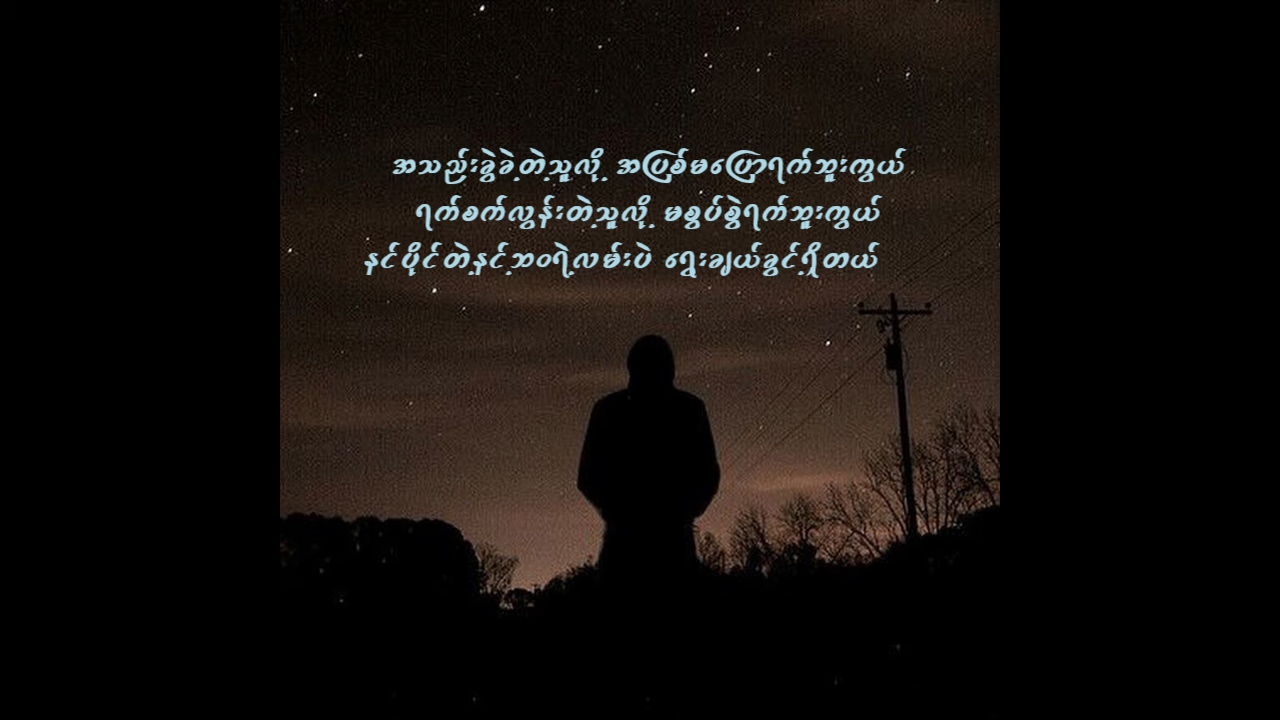 အသည်းခွဲခဲ့တဲ့သူလို့ အပြစ်မပြောရက်ဘူးကွယ်
ရက်စက်လွန်းတဲ့သူလို့ မစွပ်စွဲရက်ဘူးကွယ်
နင်ပိုင်တဲ့နှင့်ဘဝရဲ့လမ်းပဲ ရွေးချယ်ခွင့်ရှိတယ်